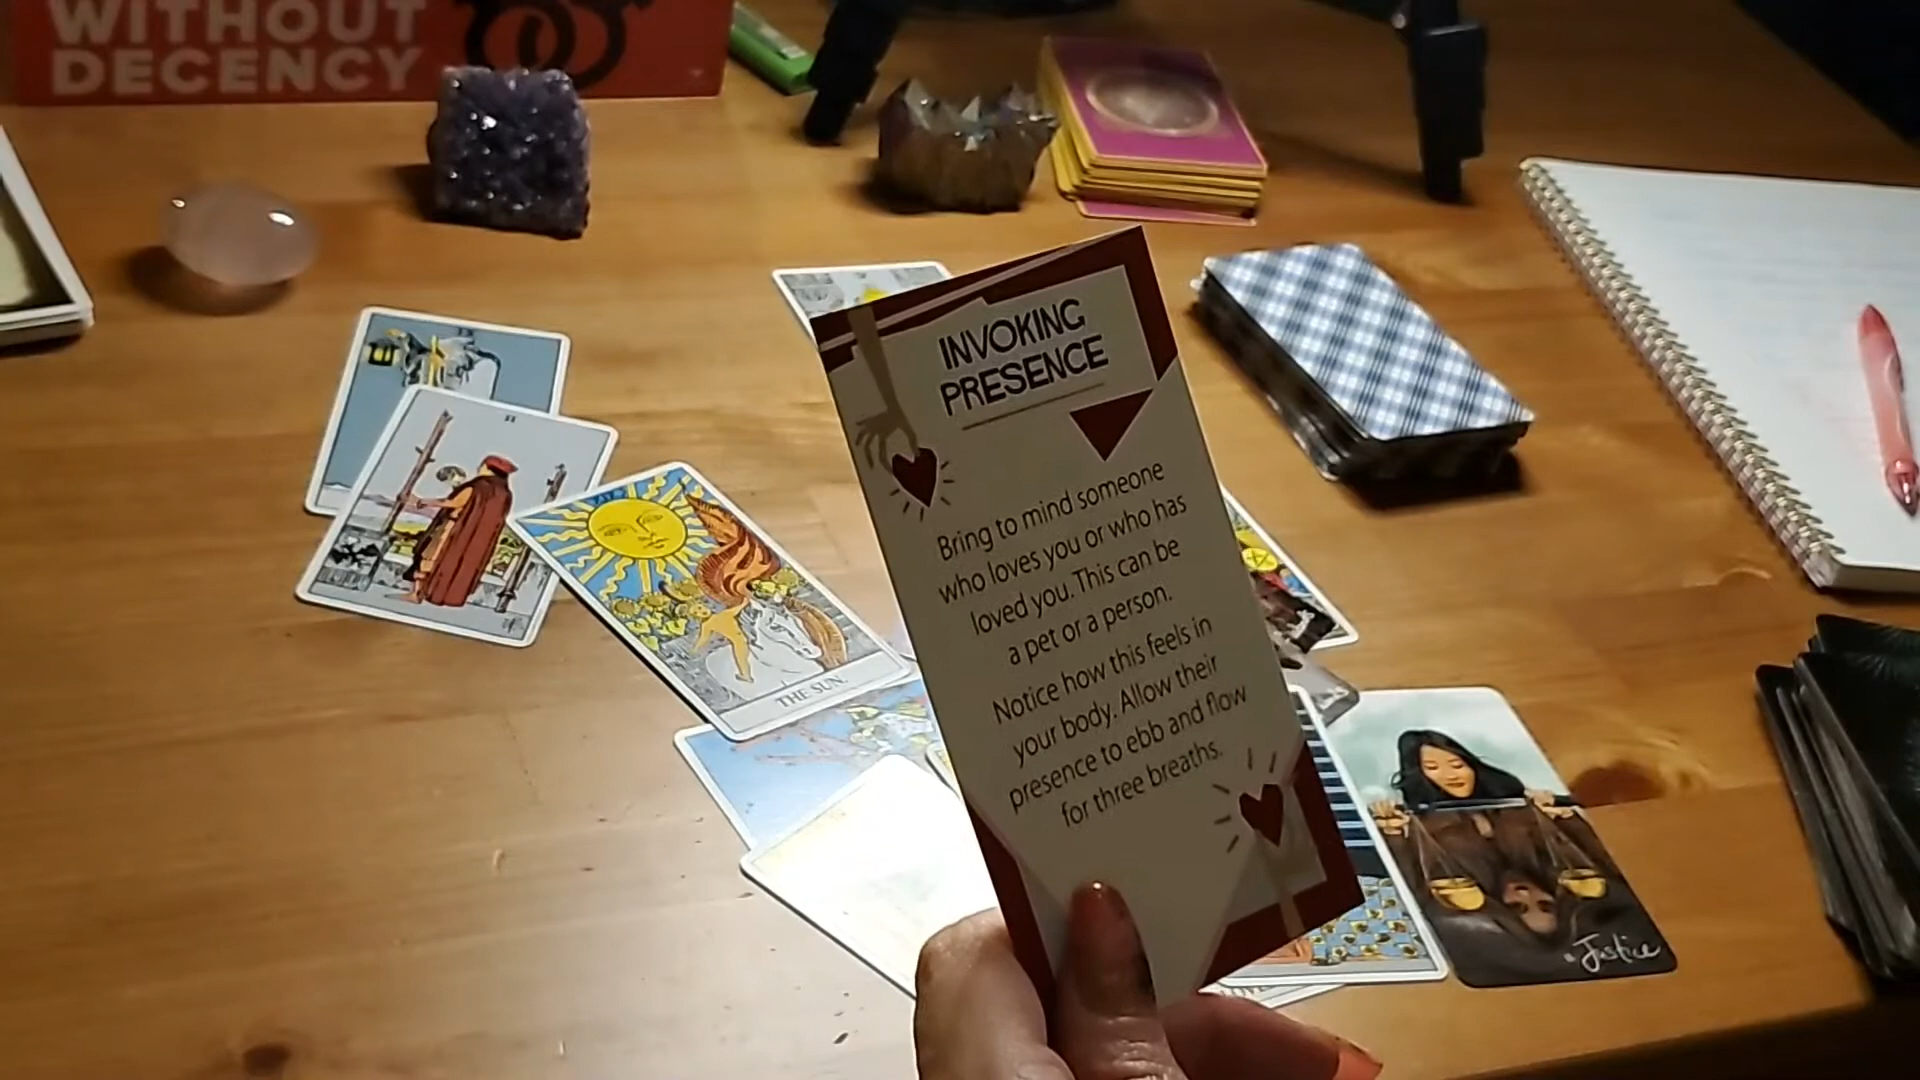 WITHOUT
DECENCY
INVOKING
PRESENCE
Bring to mind someone
who loves you or who has
loved you. This can be
a pet or a person.
Notice how this feels in
your body. Allow their
presence to ebb and flow
for three breaths.
II
THE SUN.
Justice